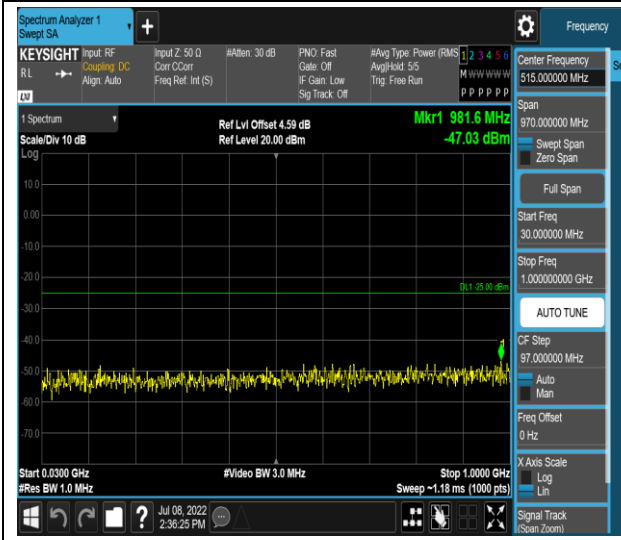 Spectrum Analyzer 1
Swept SA
Frequency
KEYSIGHT
RL
LXI
Input: RF
Coupling: DC
Align: Auto
Input Z: 50 Ω
Corr CCorr
Freq Ref: Int (S)
#Atten: 30 dB
PNO: Fast
Gate: Off
IF Gain: Low
Sig Track: Off
#Avg Type: Power (RMS
Avg|Hold: 5/5
Trig: Free Run
1 2 3 4 5 6
M W W W W W
P P P P P P
1 Spectrum
Scale/Div 10 dB
Log
Ref Lvl Offset 4.59 dB
Ref Level 20.00 dBm
Mkr1 981.6 MHz
-47.03 dBm
10.0
0.00
-10.0
-20.0
DL1 -25.00 dBm
-30.0
-40.0
-50.0
-60.0
-70.0
Start 0.0300 GHz
#Res BW 1.0 MHz
#Video BW 3.0 MHz
Stop 1.0000 GHz
Sweep ~1.18 ms (1000 pts)
Jul 08, 2022
2:36:25 PM
?
Center Frequency
515.000000 MHz
Span
970.000000 MHz
Swept Span
Zero Span
Full Span
Start Freq
30.000000 MHz
Stop Freq
1.000000000 GHz
AUTO TUNE
CF Step
97.000000 MHz
Auto
Man
Freq Offset
0 Hz
X Axis Scale
Log
Lin
Signal Track
(Span Zoom)